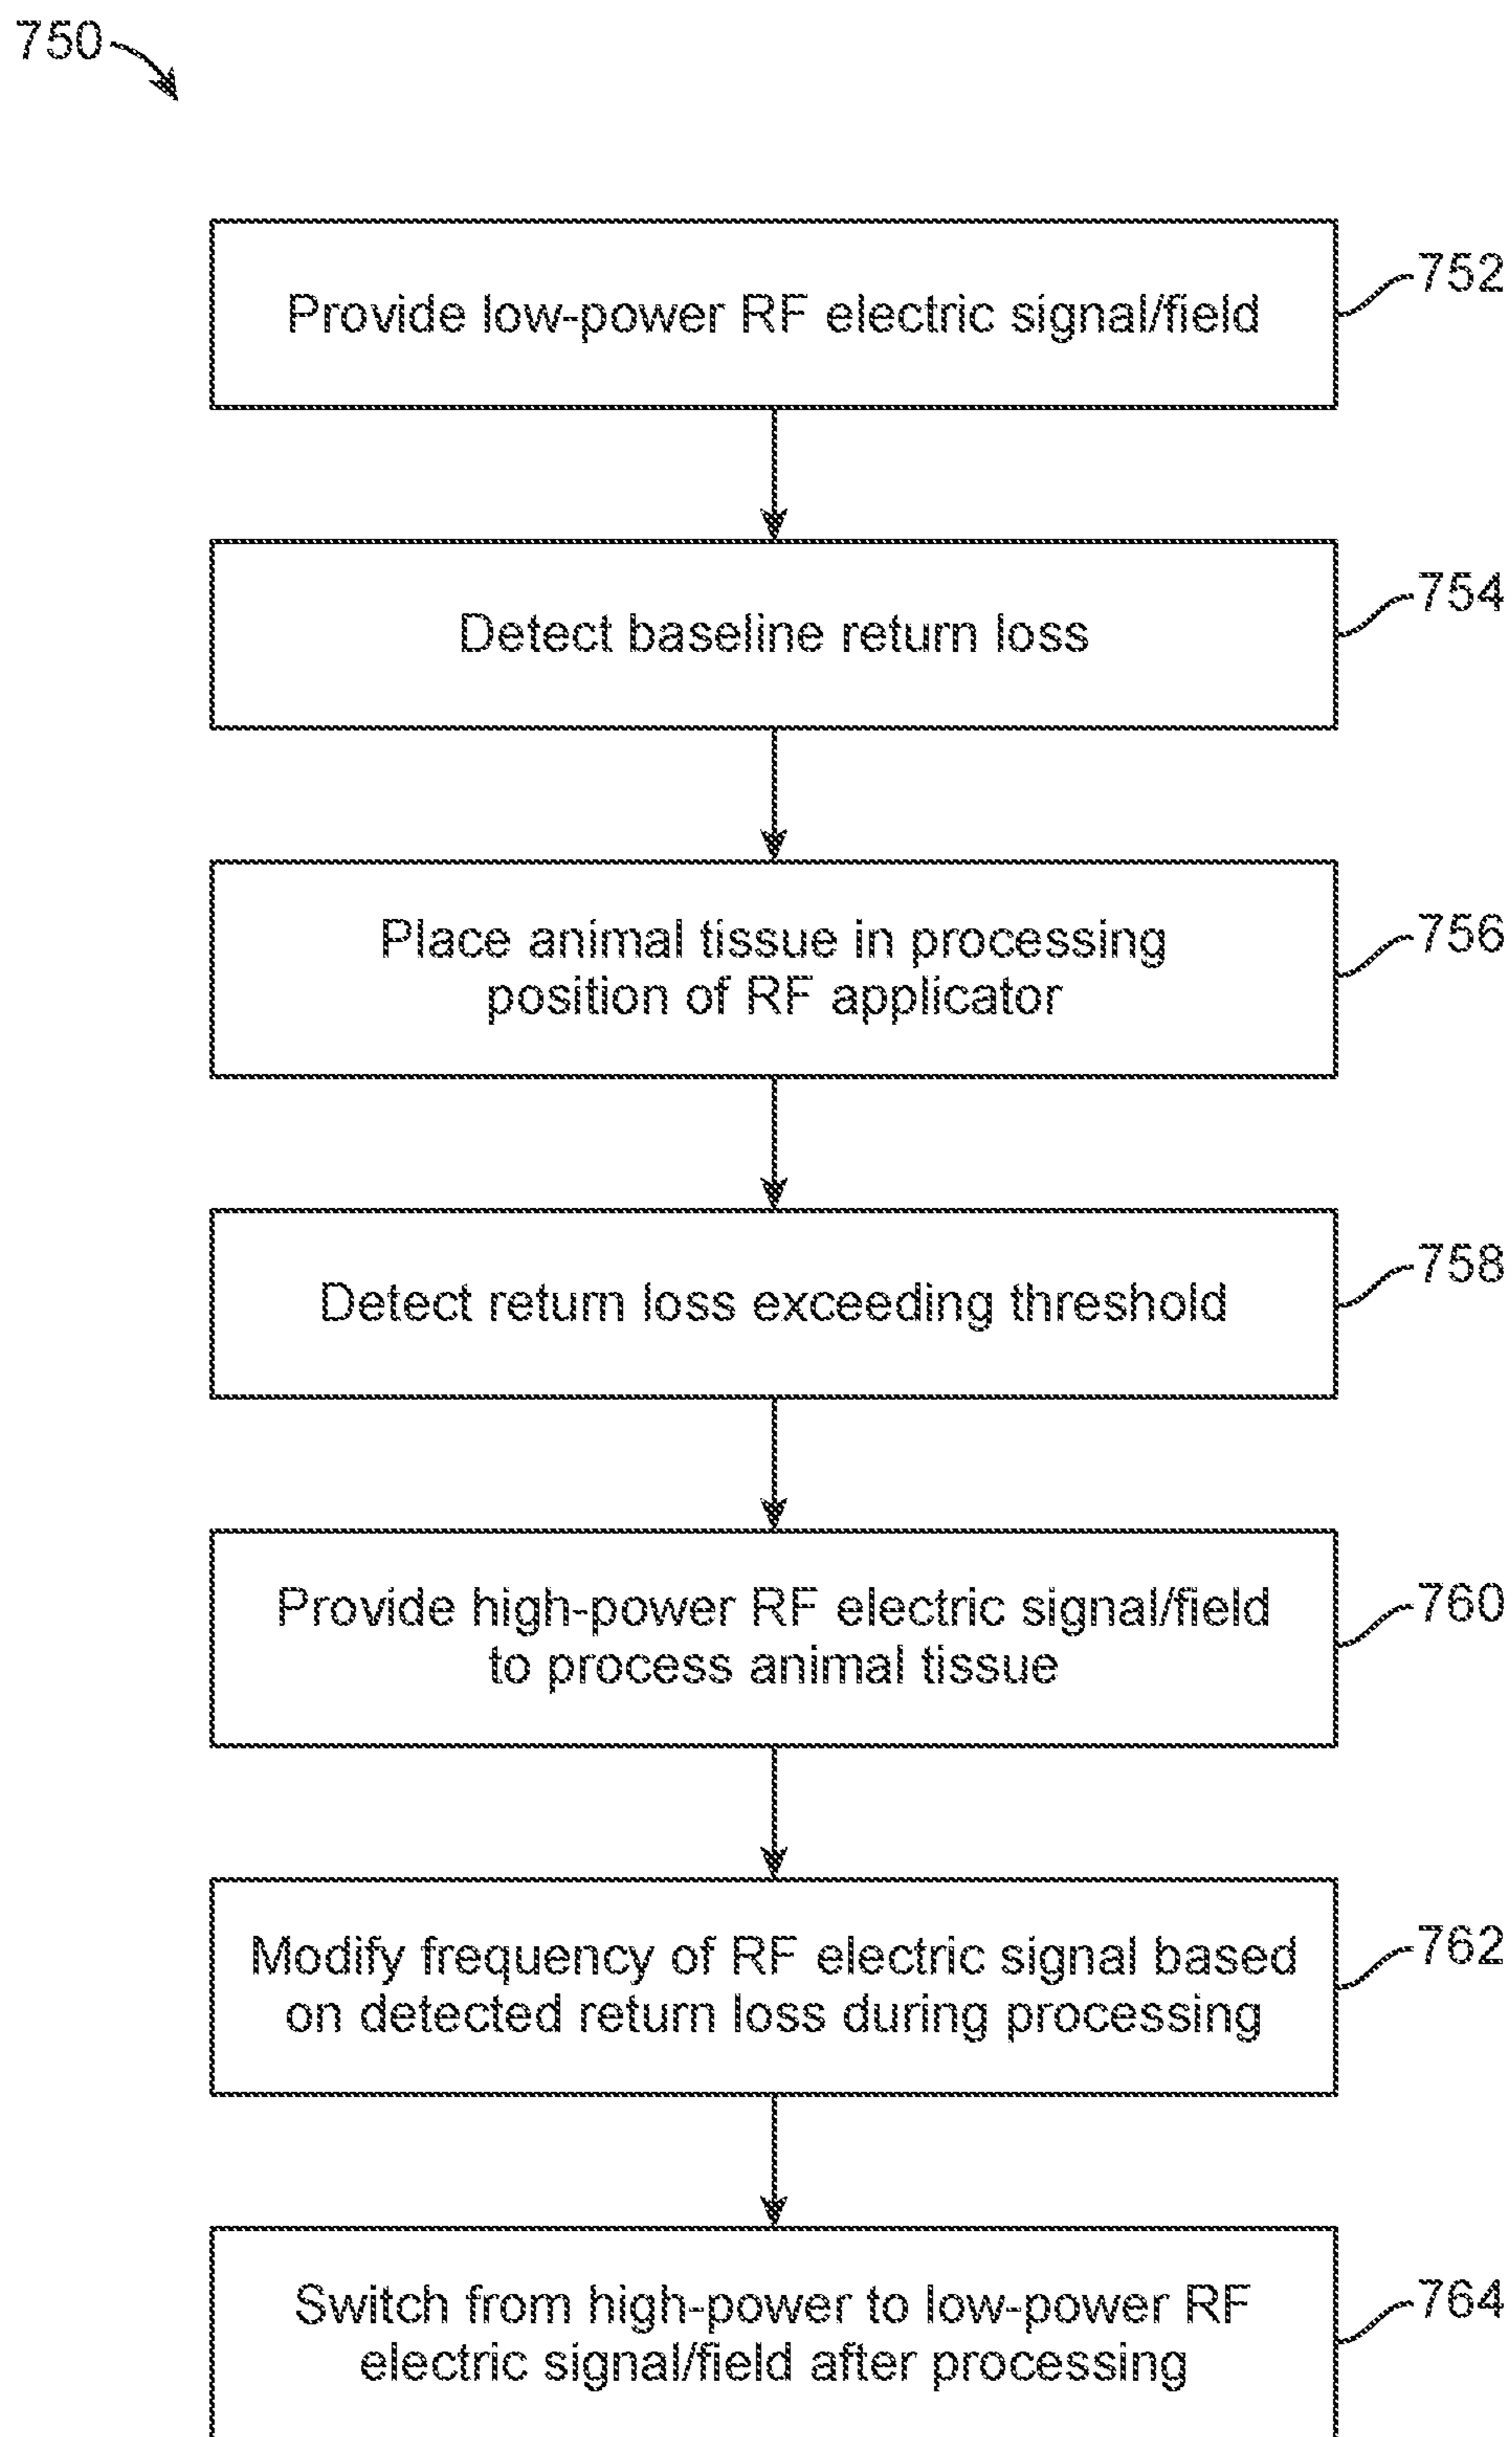 750
Provide low-power RF electric signal/field
752
Detect baseline return loss
754
Place animal tissue in processing
position of RF applicator
756
Detect return loss exceeding threshold
758
Provide high-power RF electric signal/field
to process animal tissue
760
Modify frequency of RF electric signal based
on detected return loss during processing
762
Switch from high-power to low-power RF
electric signal/field after processing
764